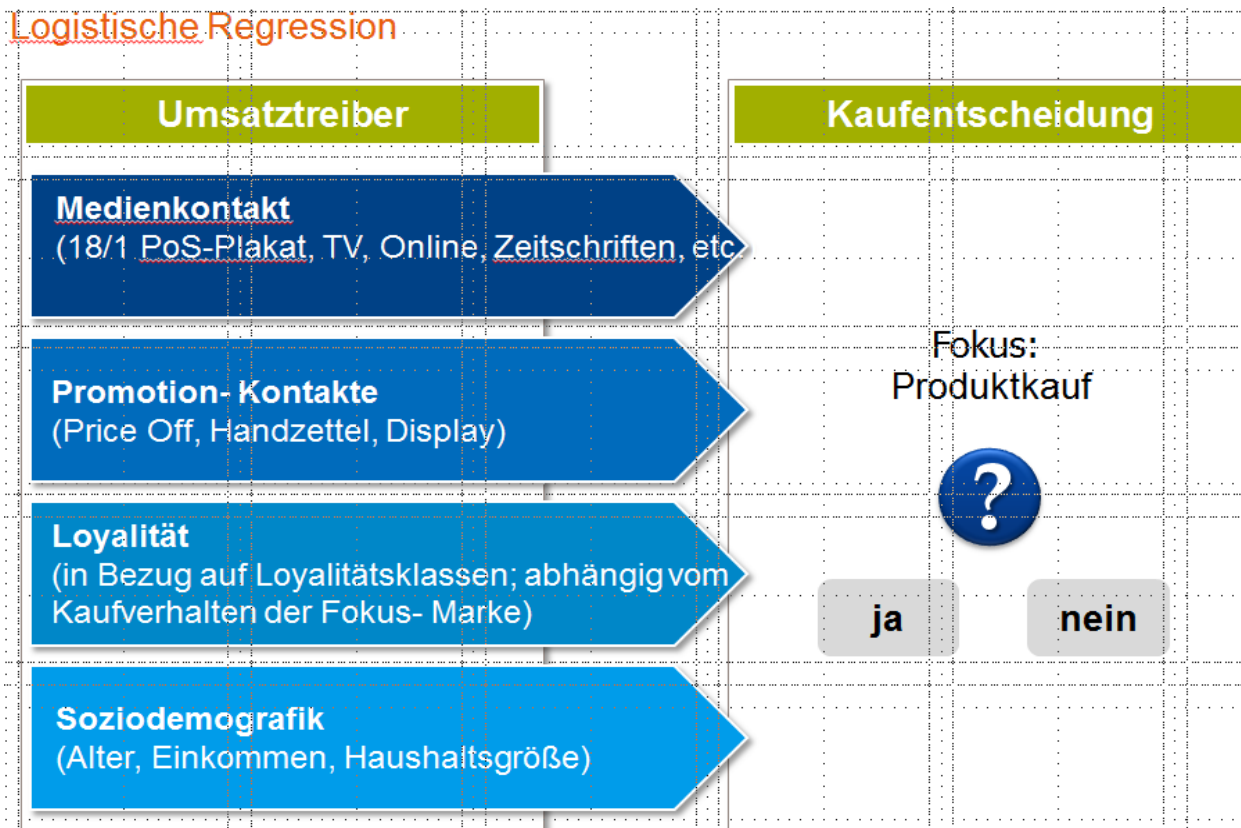 Logistische Regression
Umsatztreiber
Kaufentscheidung
Medienkontakt
(18/1 PoS-Plakat, TV, Online, Zeitschriften, etc.
Promotion- Kontakte
(Price Off, Handzettel, Display)
Loyalität
(in Bezug auf Loyalitätsklassen; abhängig vom
Kaufverhalten der Fokus- Marke)
Soziodemografik
(Alter, Einkommen, Haushaltsgröße)
Fokus:
Produktkauf
?
ja
nein